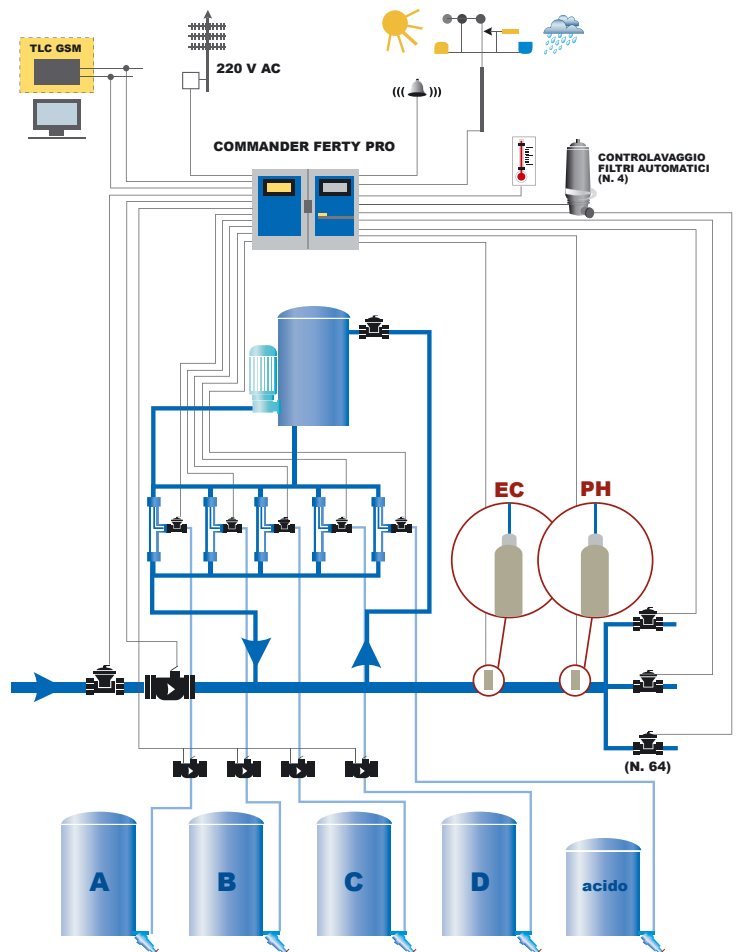 TLC GSM
220 V AC
COMMANDER FERTY PRO
CONTROLAVAGGIO
FILTRI AUTOMATICI
(N. 4)
EC
PH
(N. 64)
A
B
C
D
acido